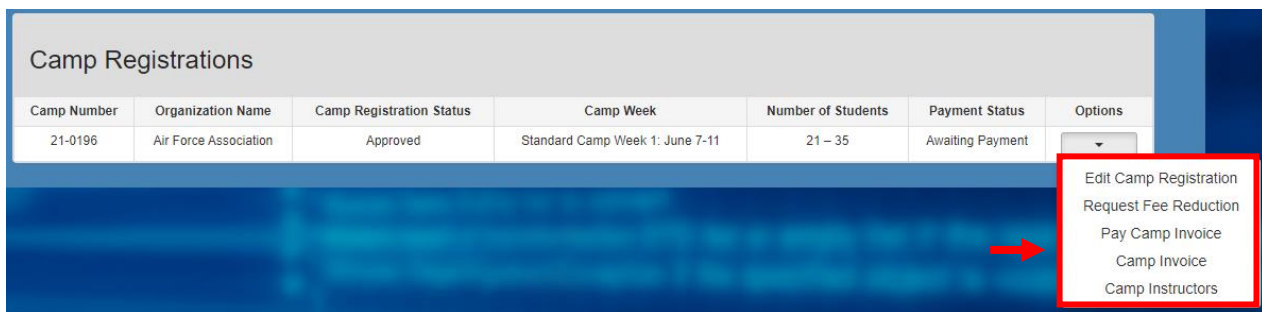 Camp Registrations
Camp Number Organization Name Camp Registration Status Camp Week Number of Students Payment Status Options
21-0196 Air Force Association Approved Standard Camp Week 1: June 7-11 21 – 35 Awaiting Payment
Edit Camp Registration
Request Fee Reduction
Pay Camp Invoice
Camp Invoice
Camp Instructors